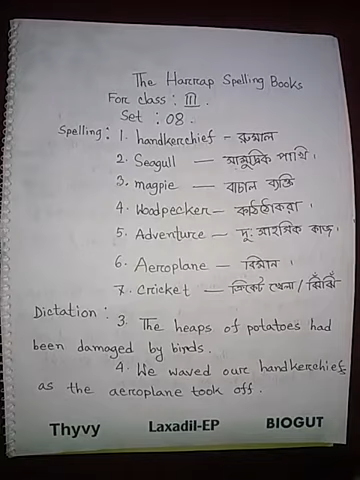 The Harrap Spelling Books
For class : III.
Set : 08.
Spelling : 1. handkerchief - রুমাল
2. Seagull — সামুদ্রিক পাখি।
3. magpie — বাচাল ব্যক্তি
4. Woodpecker — কাঠঠোকরা।
5. Adventure — দুঃসাহসিক কাজ।
6. Aeroplane — বিমান।
7. Cricket — ক্রিকেট খেলা / ঝিঁঝিঁ
Dictation : 3. The heaps of potatoes had
been damaged by birds.
4. We waved our handkerchiefs
as the aeroplane took off.
Thyvy Laxadil-EP BIOGUT